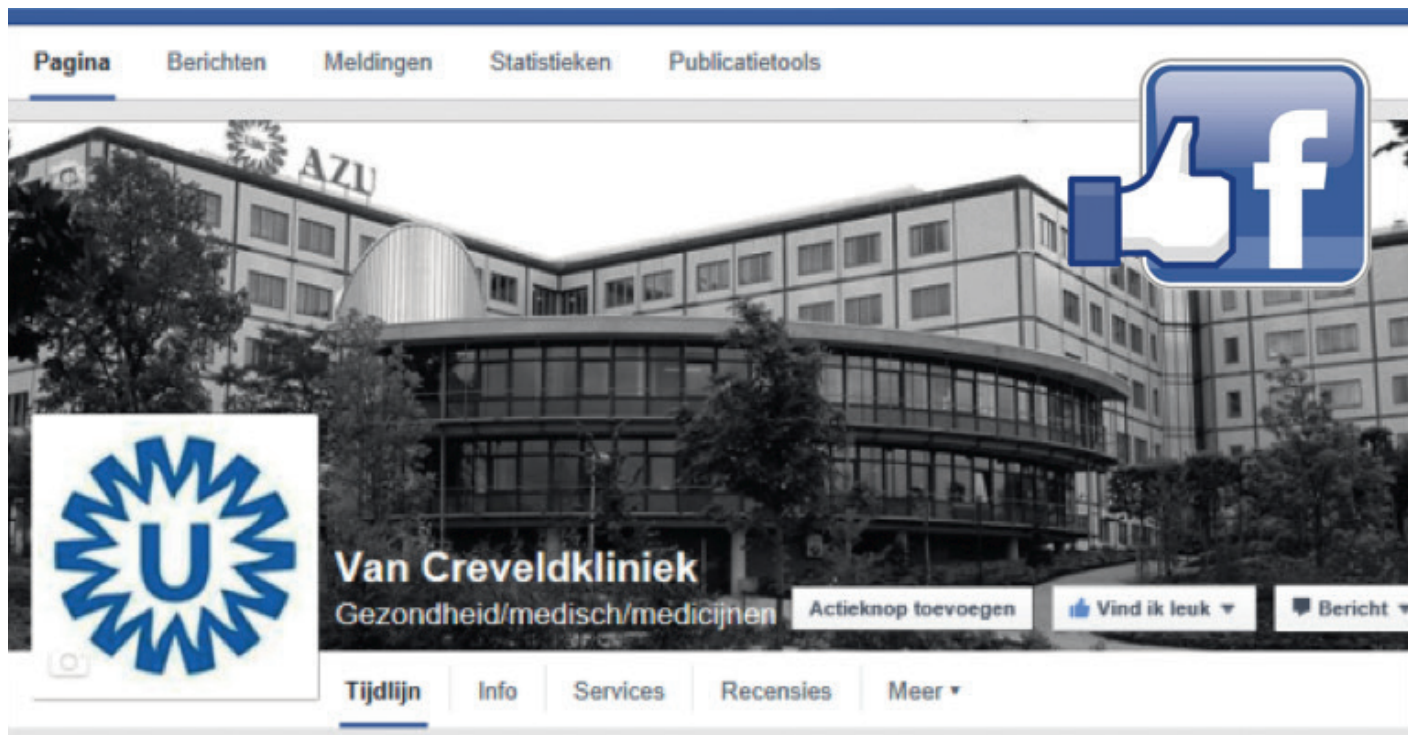 Pagina Berichten Meldingen Statistieken Publicatietools
AZU
f
U
Van Creveldkliniek
Gezondheid/medisch/medicijnen
Actieknop toevoegen Vind ik leuk Bericht
Tijdlijn Info Services Recensies Meer